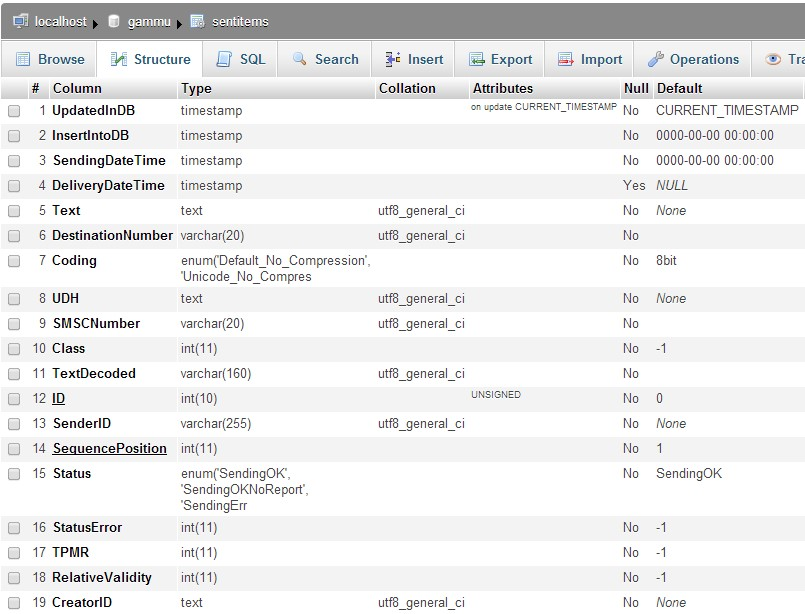 localhost gammu sentitems
Browse Structure SQL Search Insert Export Import Operations Tra
# Column Type Collation Attributes Null Default
1 UpdatedInDB timestamp on update CURRENT_TIMESTAMP No CURRENT_TIMESTAMP
2 InsertIntoDB timestamp No 0000-00-00 00:00:00
3 SendingDateTime timestamp No 0000-00-00 00:00:00
4 DeliveryDateTime timestamp Yes NULL
5 Text text utf8_general_ci No None
6 DestinationNumber varchar(20) utf8_general_ci No
7 Coding enum('Default_No_Compression', No 8bit
'Unicode_No_Compres
8 UDH text utf8_general_ci No None
9 SMSCNumber varchar(20) utf8_general_ci No
10 Class int(11) No -1
11 TextDecoded varchar(160) utf8_general_ci No
12 ID int(10) UNSIGNED No 0
13 SenderID varchar(255) utf8_general_ci No None
14 SequencePosition int(11) No 1
15 Status enum('SendingOK', No SendingOK
'SendingOKNoReport',
'SendingErr
16 StatusError int(11) No -1
17 TPMR int(11) No -1
18 RelativeValidity int(11) No -1
19 CreatorID text utf8_general_ci No None